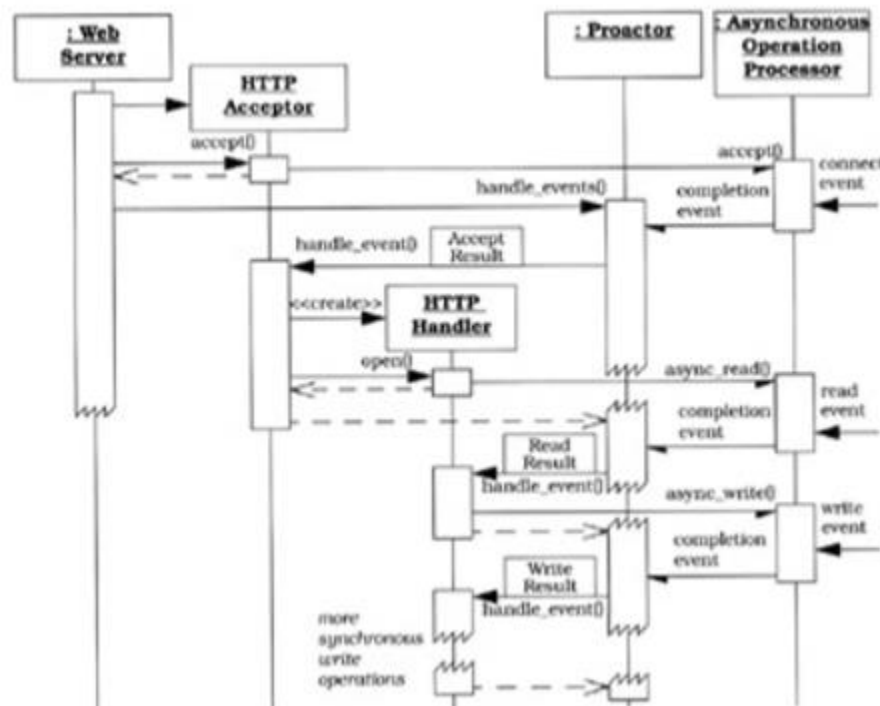 : Web
Server
HTTP
Acceptor
: Proactor
: Asynchronous
Operation
Processor
accept()
accept()
connect
event
handle_events()
completion
event
handle_event()
Accept
Result
<<create>>
HTTP
Handler
open()
async_read()
read
event
completion
event
Read
Result
handle_event()
async_write()
write
event
completion
event
Write
Result
handle_event()
more
synchronous
write
operations